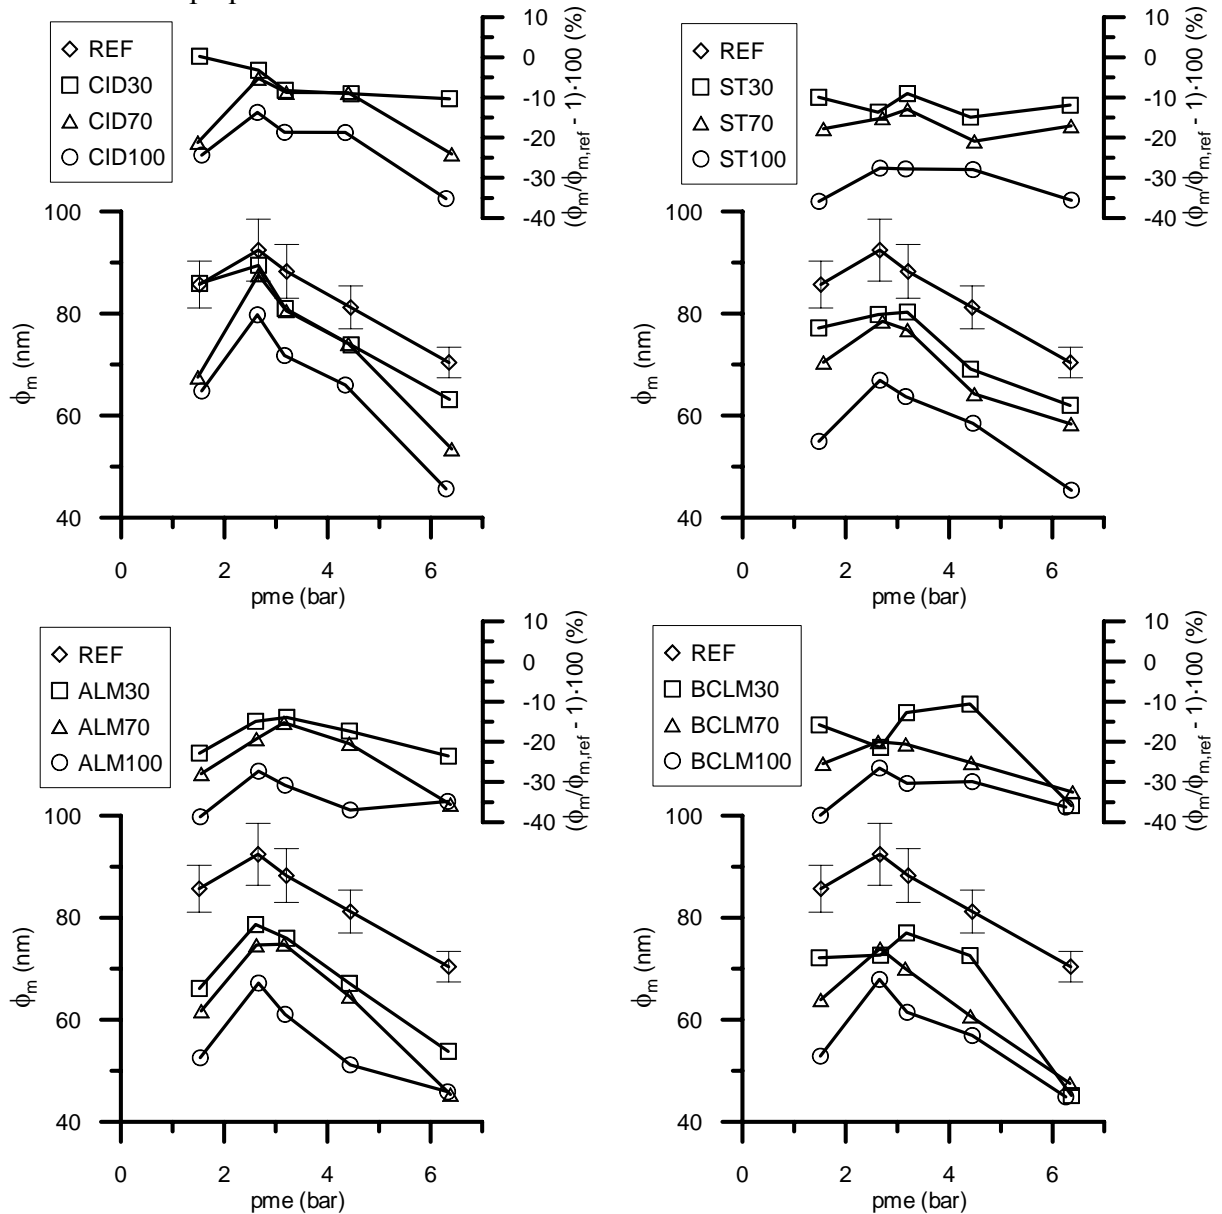 REF
CID30
CID70
CID100
10
0
-10
-20
-30
-40
(ϕm/ϕm,ref - 1)·100 (%)
100
80
60
40
ϕm (nm)
0 2 4 6
pme (bar)
REF
ST30
ST70
ST100
10
0
-10
-20
-30
-40
(ϕm/ϕm,ref - 1)·100 (%)
100
80
60
40
ϕm (nm)
0 2 4 6
pme (bar)
REF
ALM30
ALM70
ALM100
10
0
-10
-20
-30
-40
(ϕm/ϕm,ref - 1)·100 (%)
100
80
60
40
ϕm (nm)
0 2 4 6
pme (bar)
REF
BCLM30
BCLM70
BCLM100
10
0
-10
-20
-30
-40
(ϕm/ϕm,ref - 1)·100 (%)
100
80
60
40
ϕm (nm)
0 2 4 6
pme (bar)